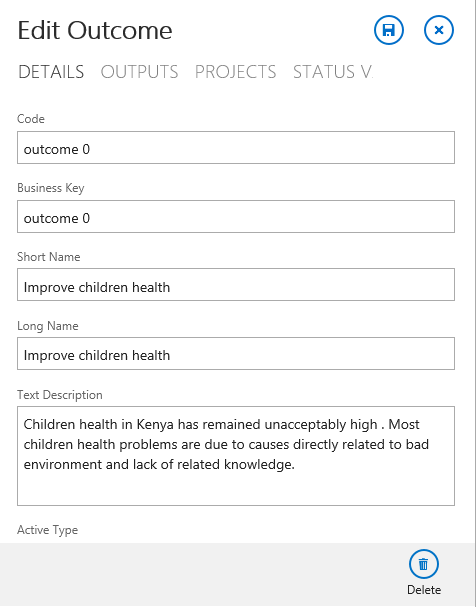 Edit Outcome
DETAILS OUTPUTS PROJECTS STATUS V
Code
outcome 0
Business Key
outcome 0
Short Name
Improve children health
Long Name
Improve children health
Text Description
Children health in Kenya has remained unacceptably high . Most
children health problems are due to causes directly related to bad
environment and lack of related knowledge.
Active Type
Delete